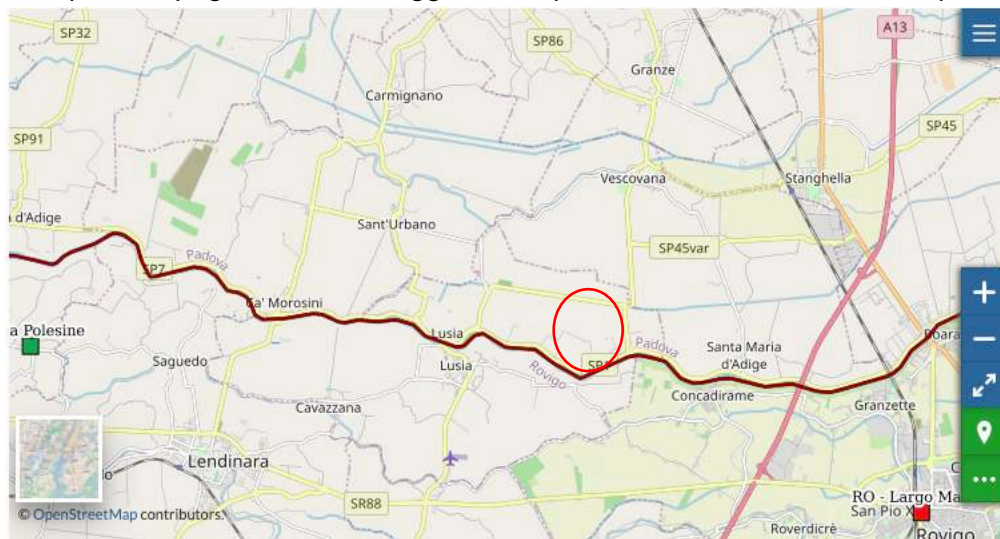 SP32
A13
SP86
Granze
Carmignano
SP91
SP45
Vescovana
Stanghella
d'Adige
Sant'Urbano
SP45var
Padova
SP7
Ca' Morosini
a Polesine
Lusia
Padova
Santa Maria
d'Adige
Saguedo
Lusia
Rovigo
Concadirame
Granzette
Cavazzana
Lendinara
SR88
RO - Largo Ma
San Pio X
© OpenStreetMap contributors.
Roverdicrè
Rovigo